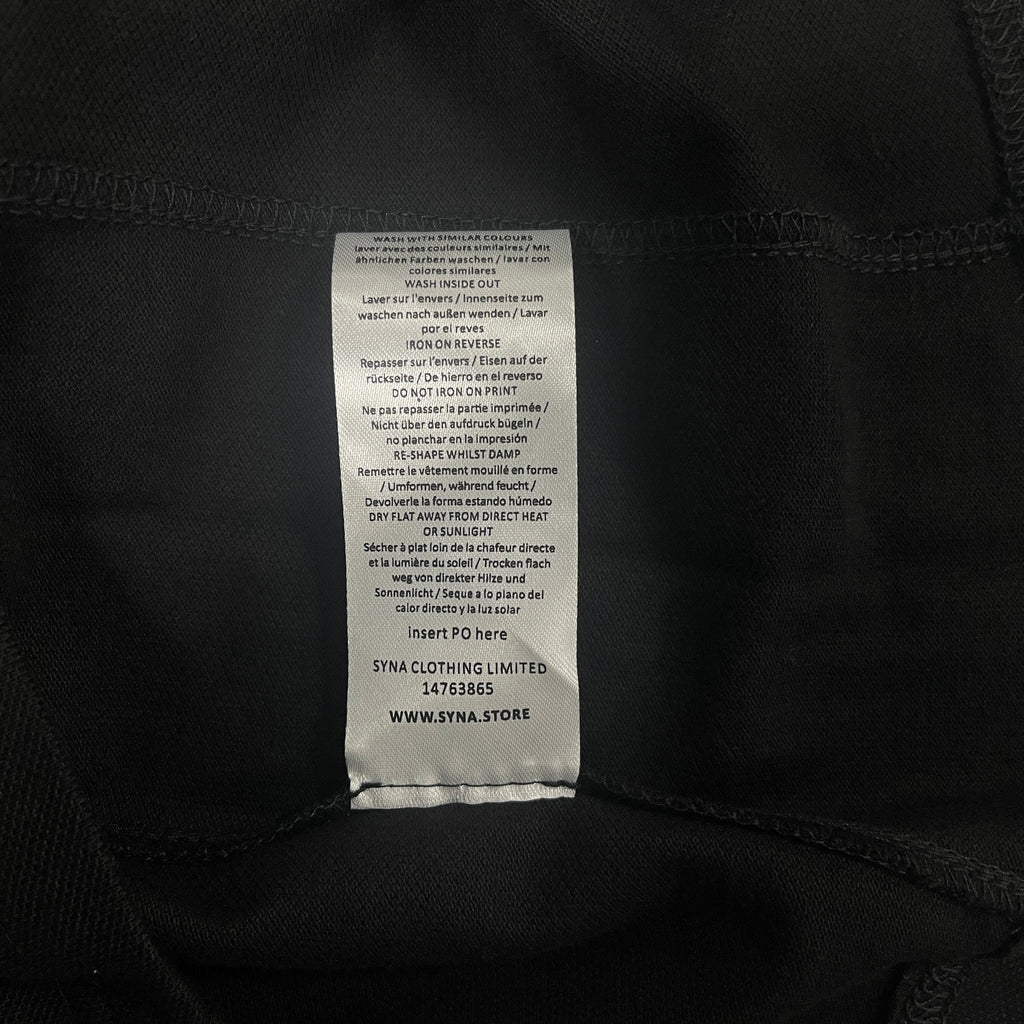 WASH WITH SIMILAR COLOURS
laver avec des couleurs similaires / Mit
ähnlichen Farben waschen / lavar con
colores similares
WASH INSIDE OUT
Laver sur l'envers / Innenseite zum
waschen nach außen wenden / Lavar
por el reves
IRON ON REVERSE
Repasser sur l'envers / Eisen auf der
rückseite / De hierro en el reverso
DO NOT IRON ON PRINT
Ne pas repasser la partie imprimée /
Nicht über den aufdruck bügeln /
no planchar en la impresión
RE-SHAPE WHILST DAMP
Remettre le vêtement mouillé en forme
/ Umformen, während feucht /
Devolverle la forma estando húmedo
DRY FLAT AWAY FROM DIRECT HEAT
OR SUNLIGHT
Sécher à plat loin de la chafeur directe
et la lumière du soleil / Trocken flach
weg von direkter Hilze und
Sonnenlicht / Seque a lo plano del
calor directo y la luz solar
insert PO here
SYNA CLOTHING LIMITED
14763865
WWW.SYNA.STORE